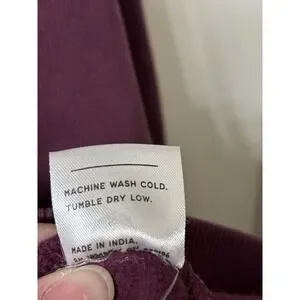 MACHINE WASH COLD.
TUMBLE DRY LOW.
MADE IN INDIA.